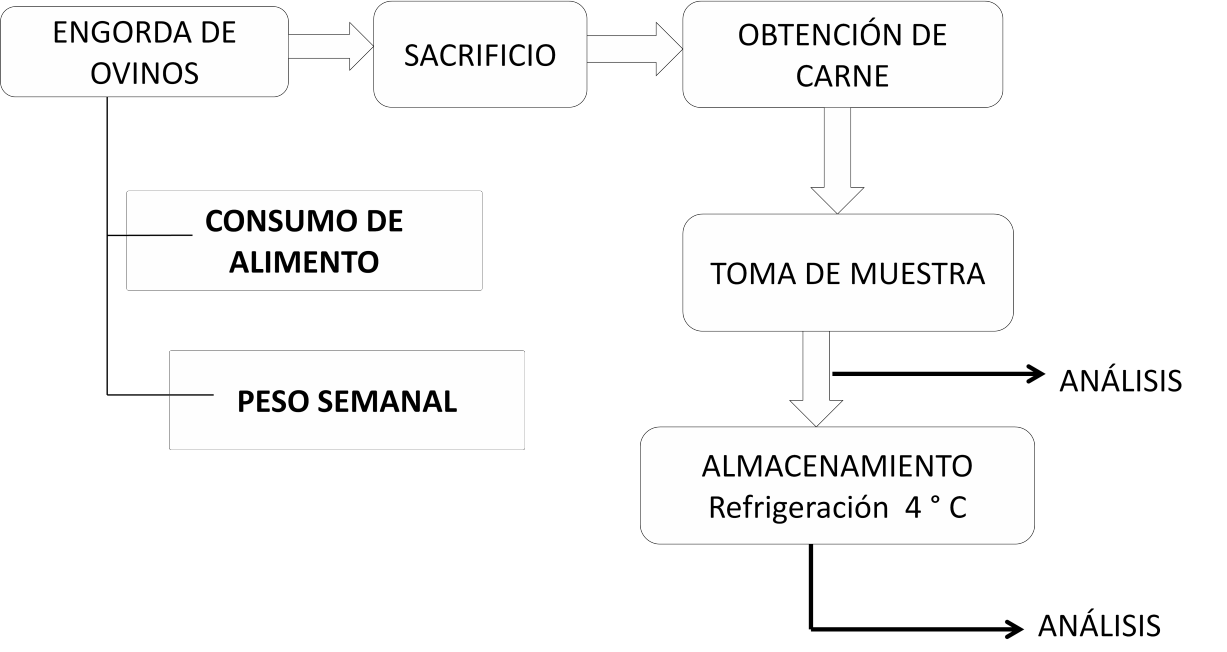 ENGORDA DE
OVINOS
SACRIFICIO
OBTENCIÓN DE
CARNE
CONSUMO DE
ALIMENTO
TOMA DE MUESTRA
PESO SEMANAL
ANÁLISIS
ALMACENAMIENTO
Refrigeración 4 ° C
ANÁLISIS